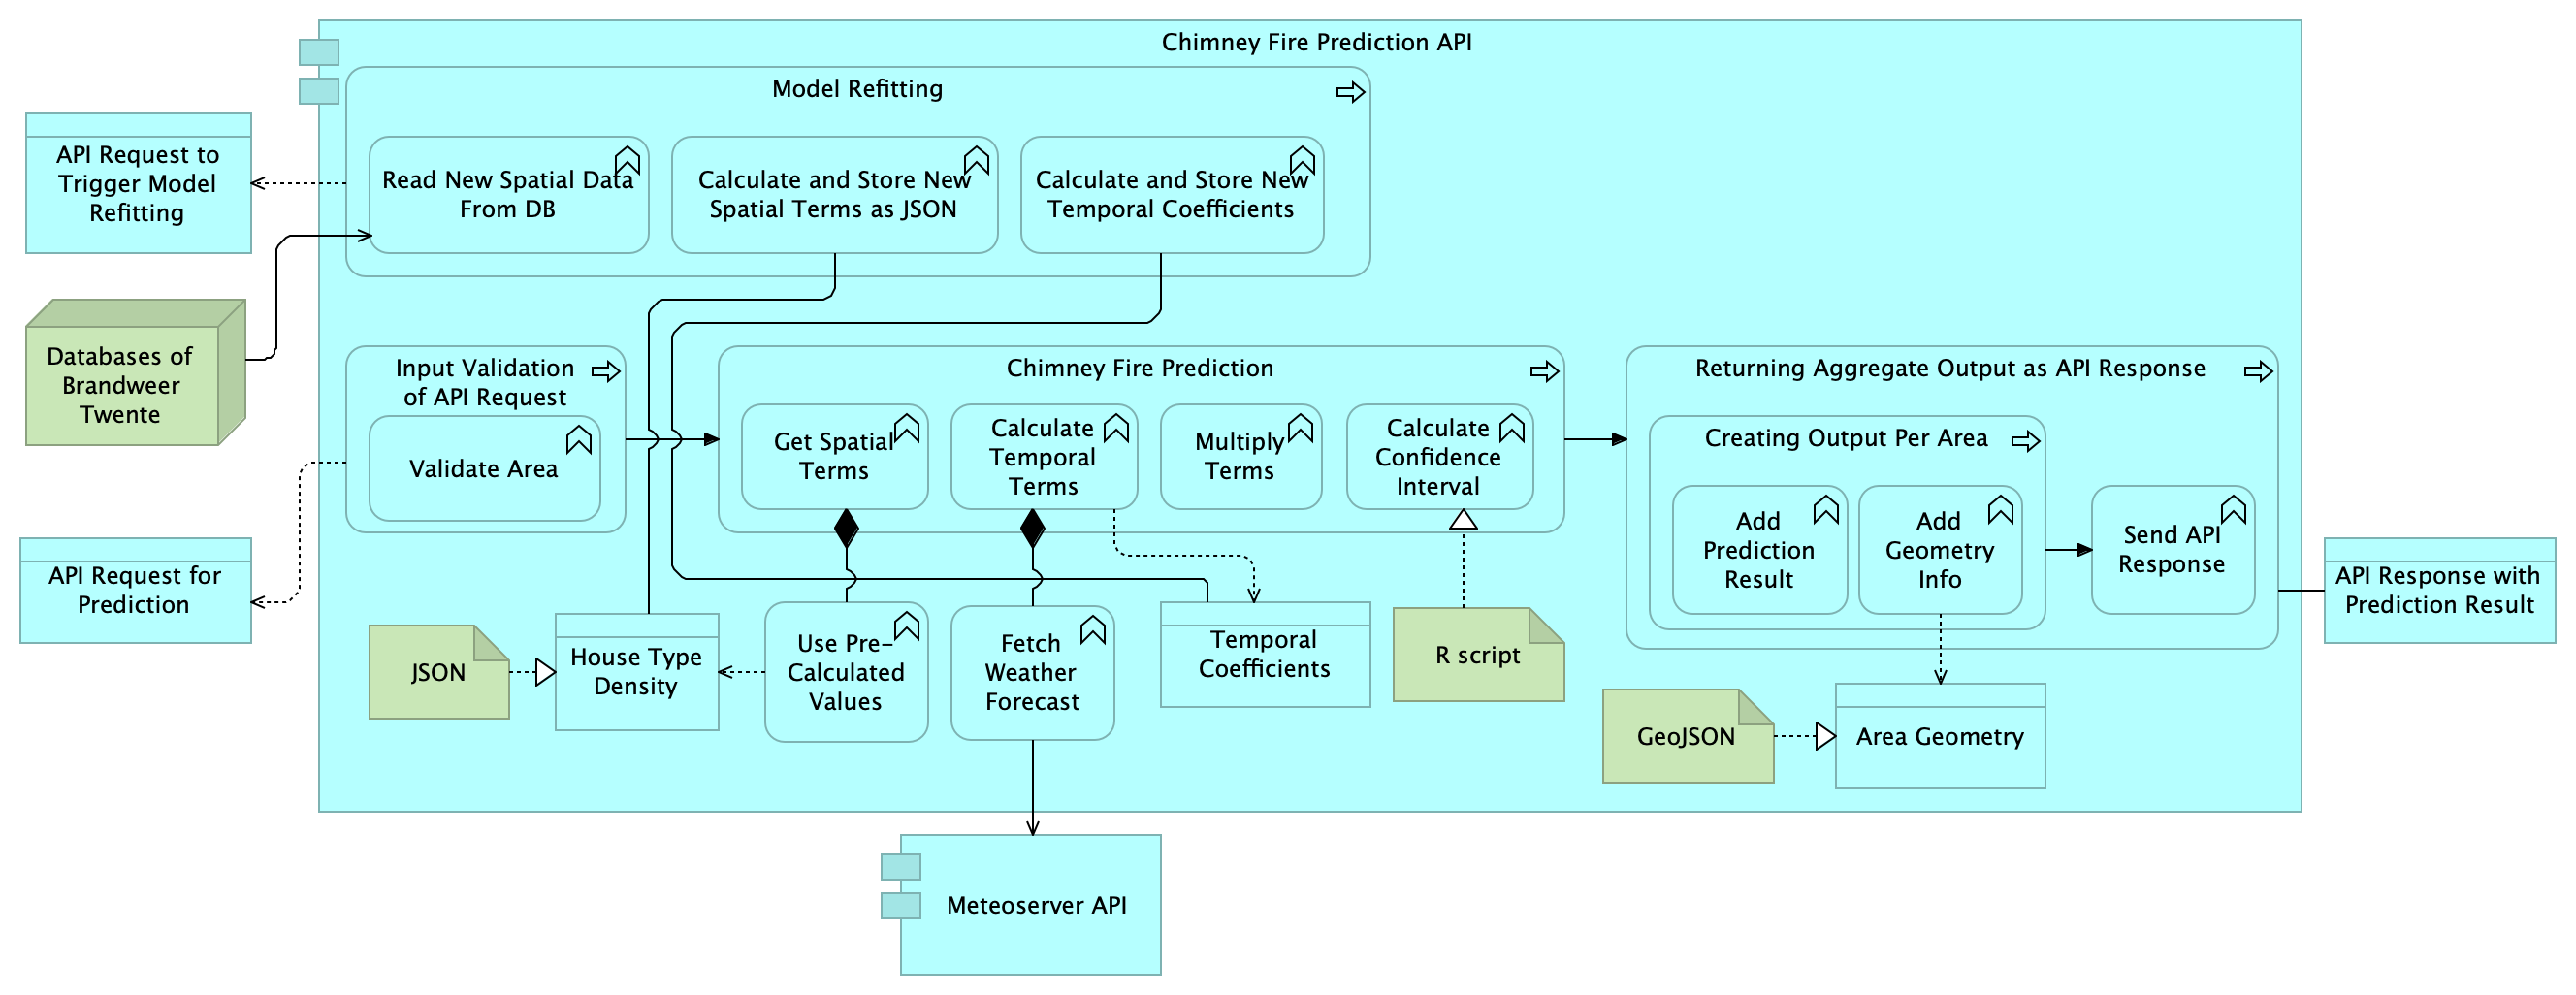 Chimney Fire Prediction API
Model Refitting
API Request to
Trigger Model
Refitting
Read New Spatial Data
From DB
Calculate and Store New
Spatial Terms as JSON
Calculate and Store New
Temporal Coefficients
Databases of
Brandweer
Twente
Input Validation
of API Request
Validate Area
Chimney Fire Prediction
Get Spatial
Terms
Calculate
Temporal
Terms
Multiply
Terms
Calculate
Confidence
Interval
Returning Aggregate Output as API Response
Creating Output Per Area
Add
Prediction
Result
Add
Geometry
Info
Send API
Response
API Request for
Prediction
API Response with
Prediction Result
JSON
House Type
Density
Use Pre-
Calculated
Values
Fetch
Weather
Forecast
Temporal
Coefficients
R script
GeoJSON
Area Geometry
Meteoserver API